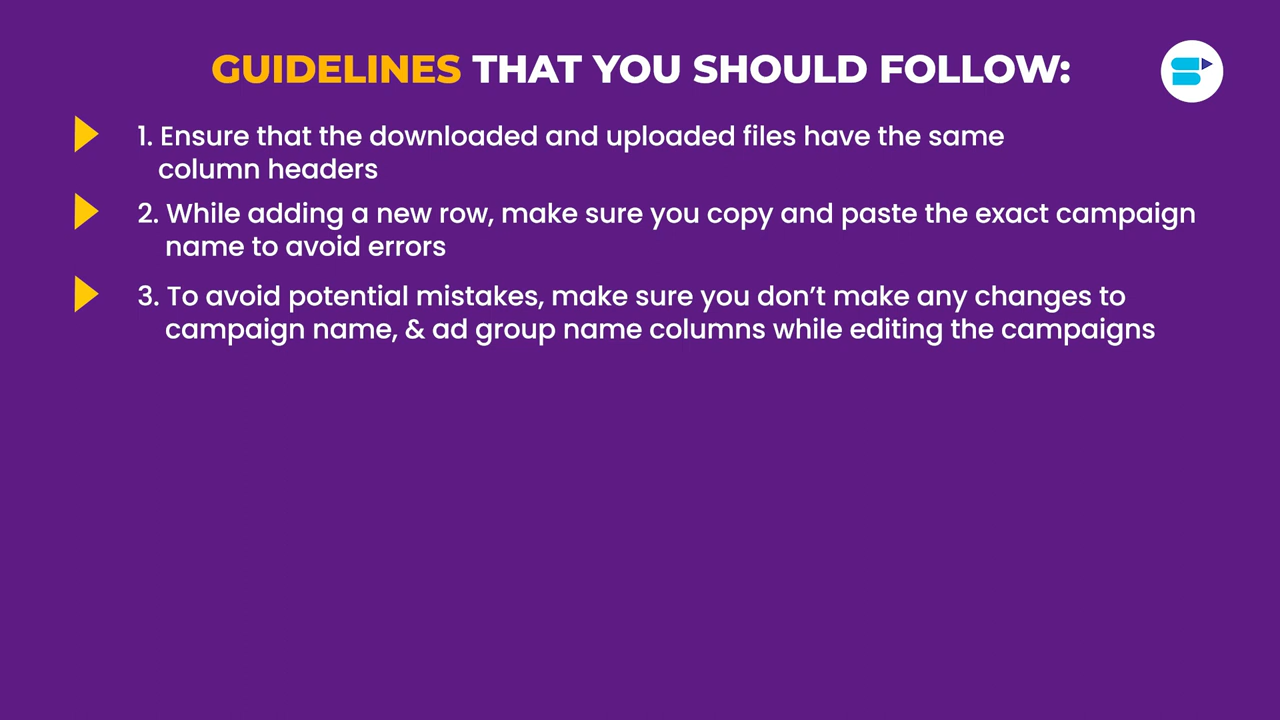 GUIDELINES THAT YOU SHOULD FOLLOW:
1. Ensure that the downloaded and uploaded files have the same
column headers
2. While adding a new row, make sure you copy and paste the exact campaign
name to avoid errors
3. To avoid potential mistakes, make sure you don’t make any changes to
campaign name, & ad group name columns while editing the campaigns